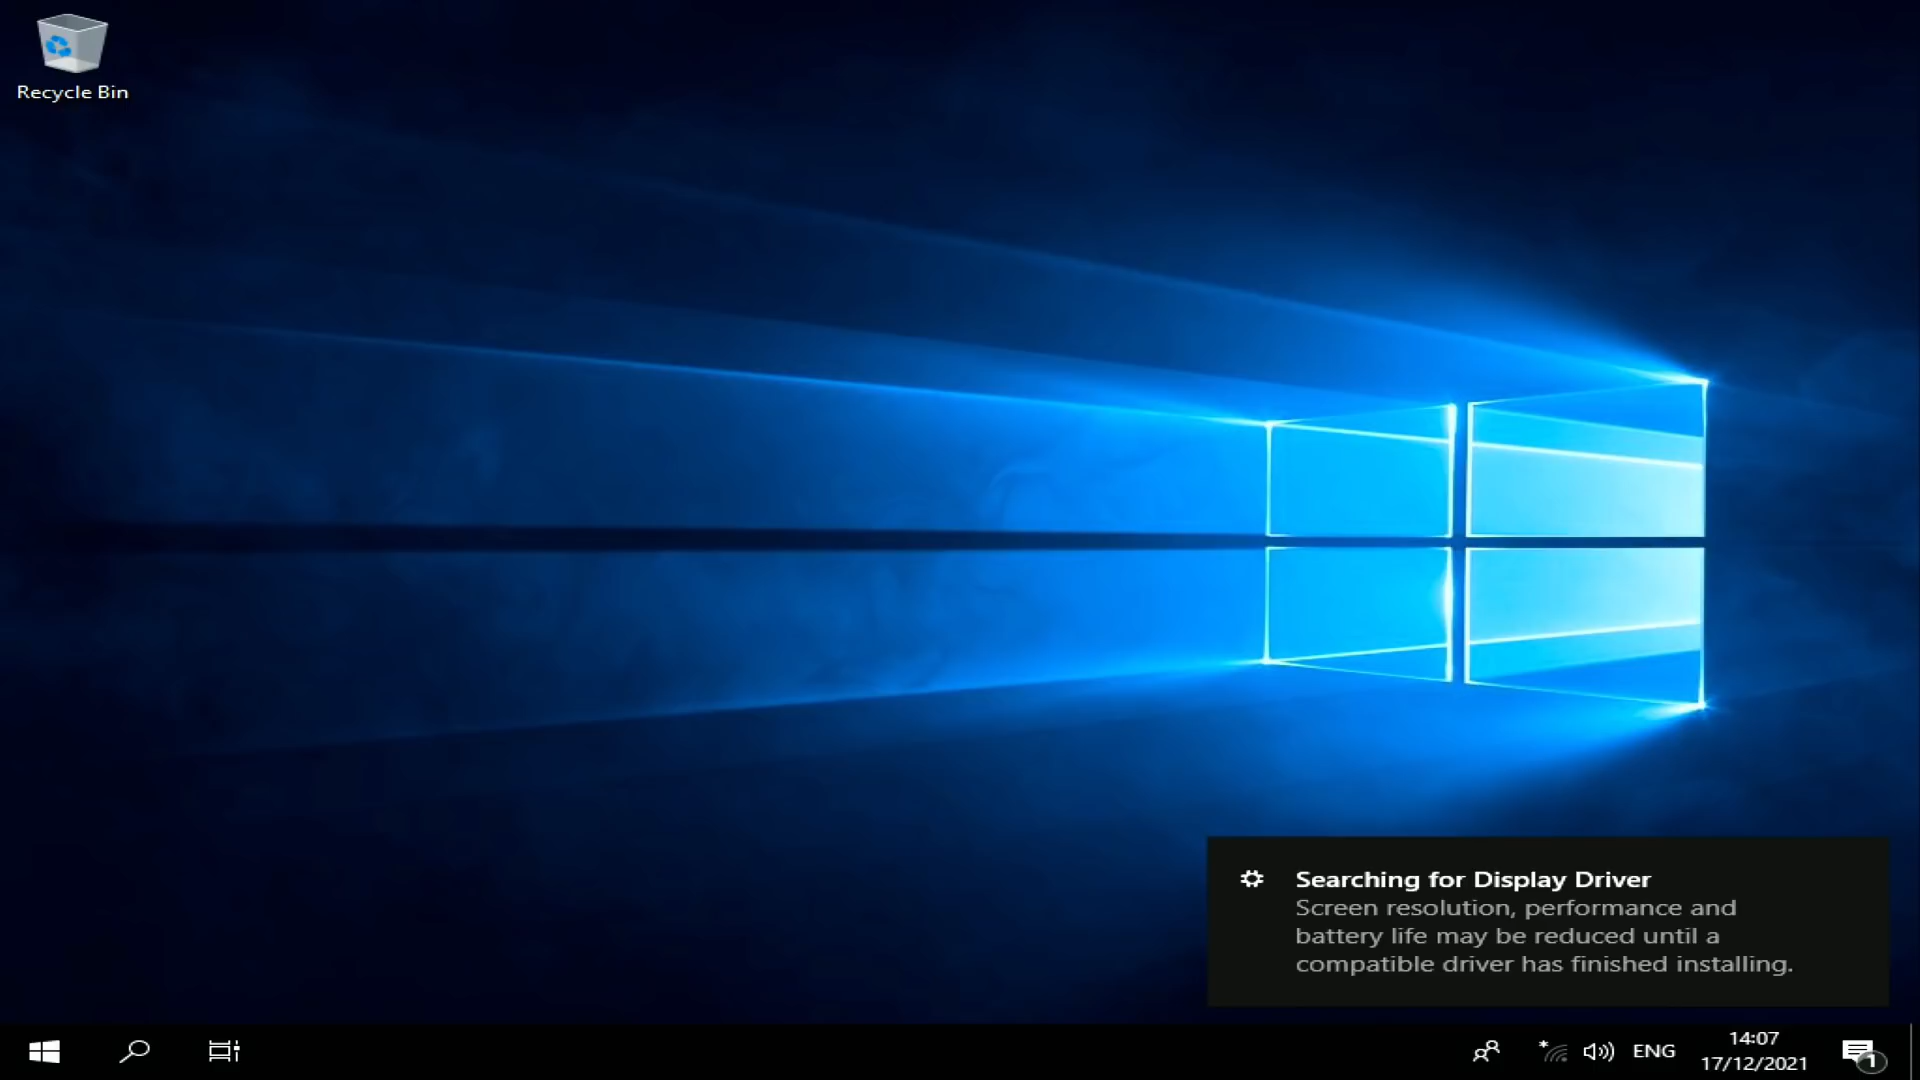 Recycle Bin
Searching for Display Driver
Screen resolution, performance and
battery life may be reduced until a
compatible driver has finished installing.
ENG
14:07
17/12/2021
1